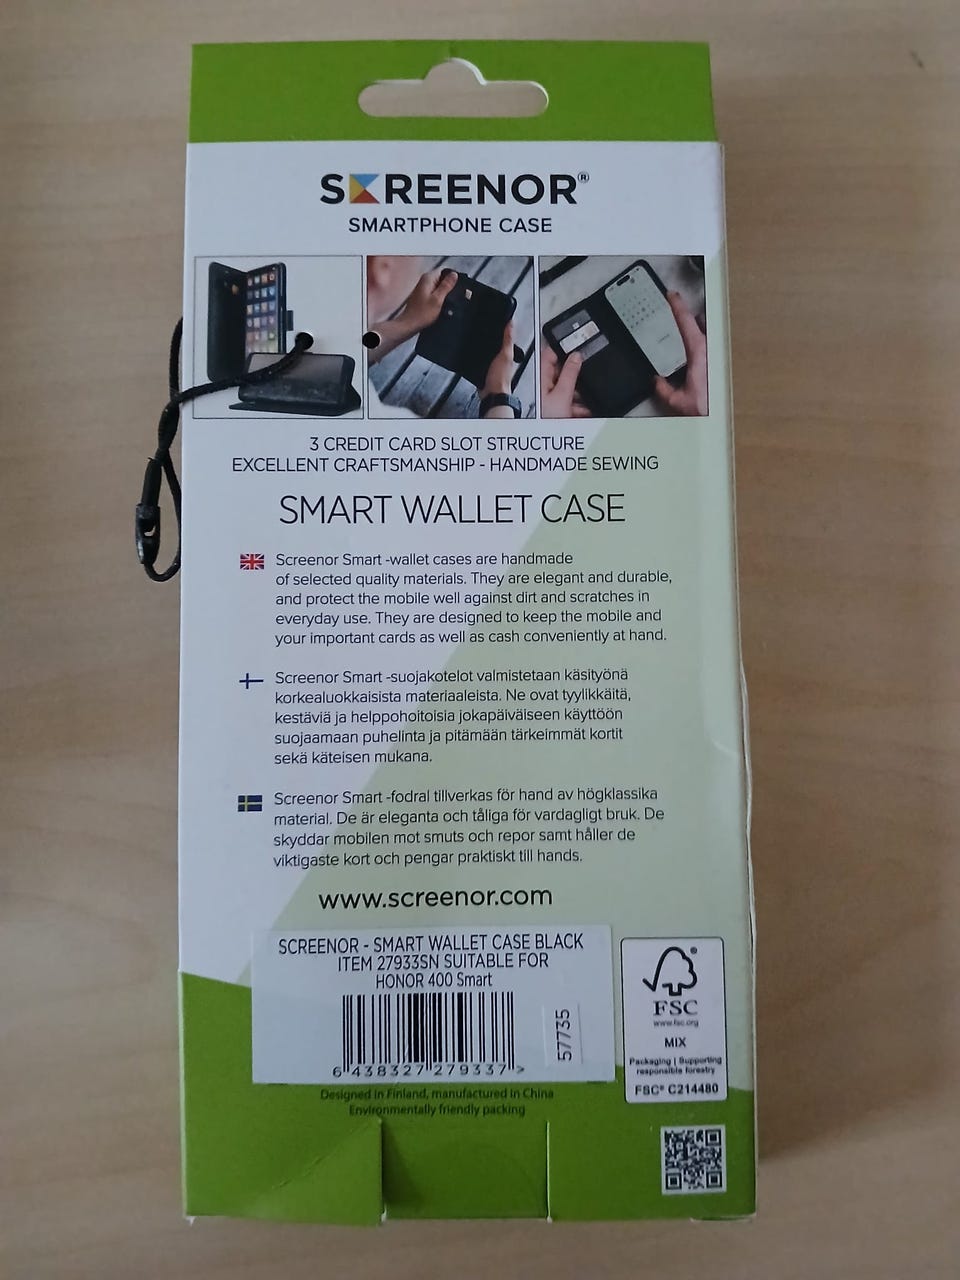 SCREENOR®
SMARTPHONE CASE
3 CREDIT CARD SLOT STRUCTURE
EXCELLENT CRAFTSMANSHIP - HANDMADE SEWING
SMART WALLET CASE
Screenor Smart -wallet cases are handmade
of selected quality materials. They are elegant and durable,
and protect the mobile well against dirt and scratches in
everyday use. They are designed to keep the mobile and
your important cards as well as cash conveniently at hand.
Screenor Smart -suojakotelot valmistetaan käsityönä
korkealuokkaisista materiaaleista. Ne ovat tyylikkäitä,
kestäviä ja helppohoitoisia jokapäiväiseen käyttöön
suojaamaan puhelinta ja pitämään tärkeimmät kortit
sekä käteisen mukana.
Screenor Smart -fodral tillverkas för hand av högklassika
material. De är eleganta och tåliga för vardagligt bruk. De
skyddar mobilen mot smuts och repor samt håller de
viktigaste kort och pengar praktiskt till hands.
www.screenor.com
SCREENOR - SMART WALLET CASE BLACK
ITEM 27933SN SUITABLE FOR
HONOR 400 Smart
57735
6 438327 279337 >
FSC
www.fsc.org
MIX
Packaging | Supporting
responsible forestry
FSC® C214480
Designed in Finland, manufactured in China
Environmentally friendly packing